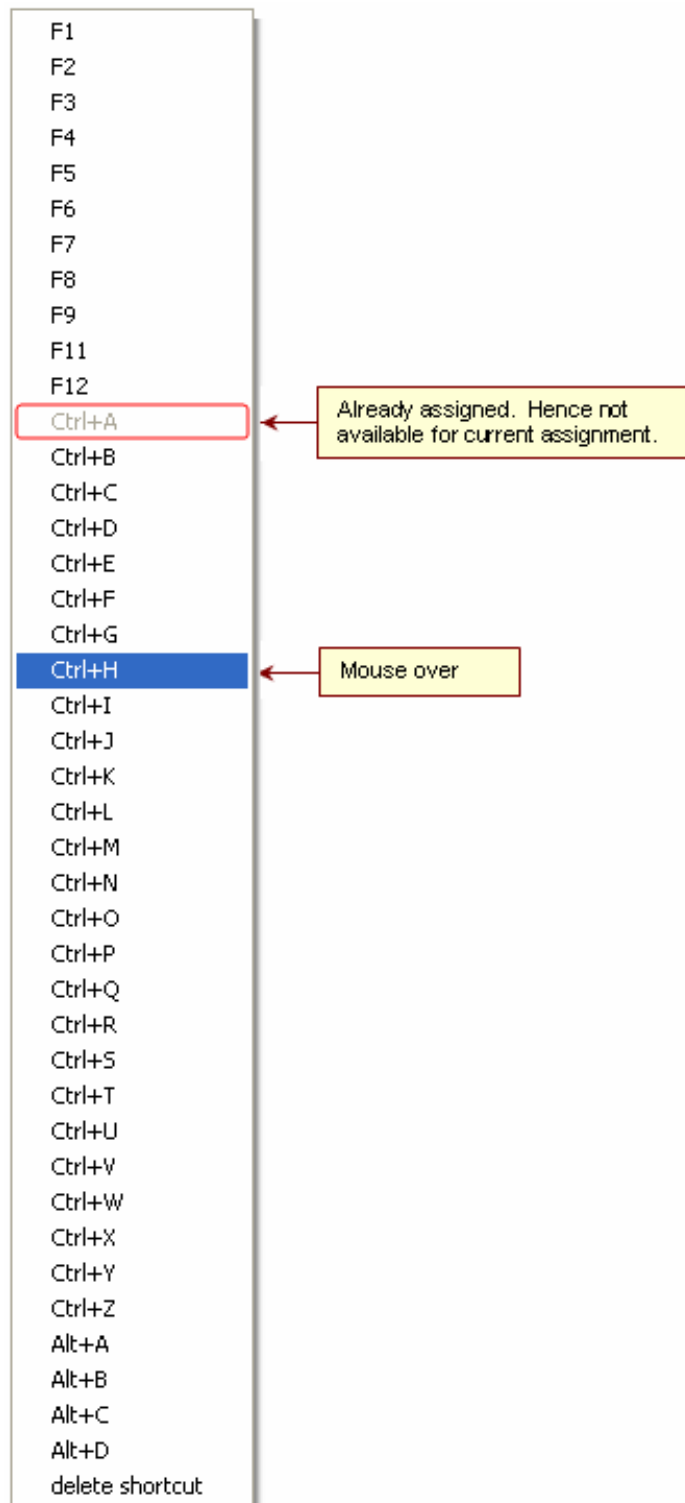 F1
F2
F3
F4
F5
F6
F7
F8
F9
F11
F12
Ctrl+A
Already assigned. Hence not
available for current assignment.
Ctrl+B
Ctrl+C
Ctrl+D
Ctrl+E
Ctrl+F
Ctrl+G
Ctrl+H
Mouse over
Ctrl+I
Ctrl+J
Ctrl+K
Ctrl+L
Ctrl+M
Ctrl+N
Ctrl+O
Ctrl+P
Ctrl+Q
Ctrl+R
Ctrl+S
Ctrl+T
Ctrl+U
Ctrl+V
Ctrl+W
Ctrl+X
Ctrl+Y
Ctrl+Z
Alt+A
Alt+B
Alt+C
Alt+D
delete shortcut